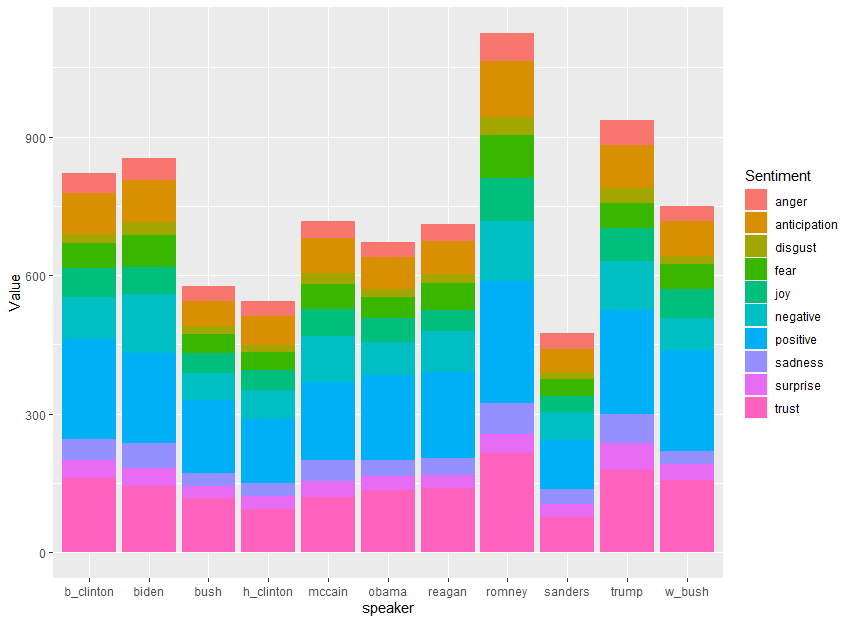 Value
900
600
300
0
b_clinton biden bush h_clinton mccain obama reagan romney sanders trump w_bush
speaker
Sentiment
anger
anticipation
disgust
fear
joy
negative
positive
sadness
surprise
trust